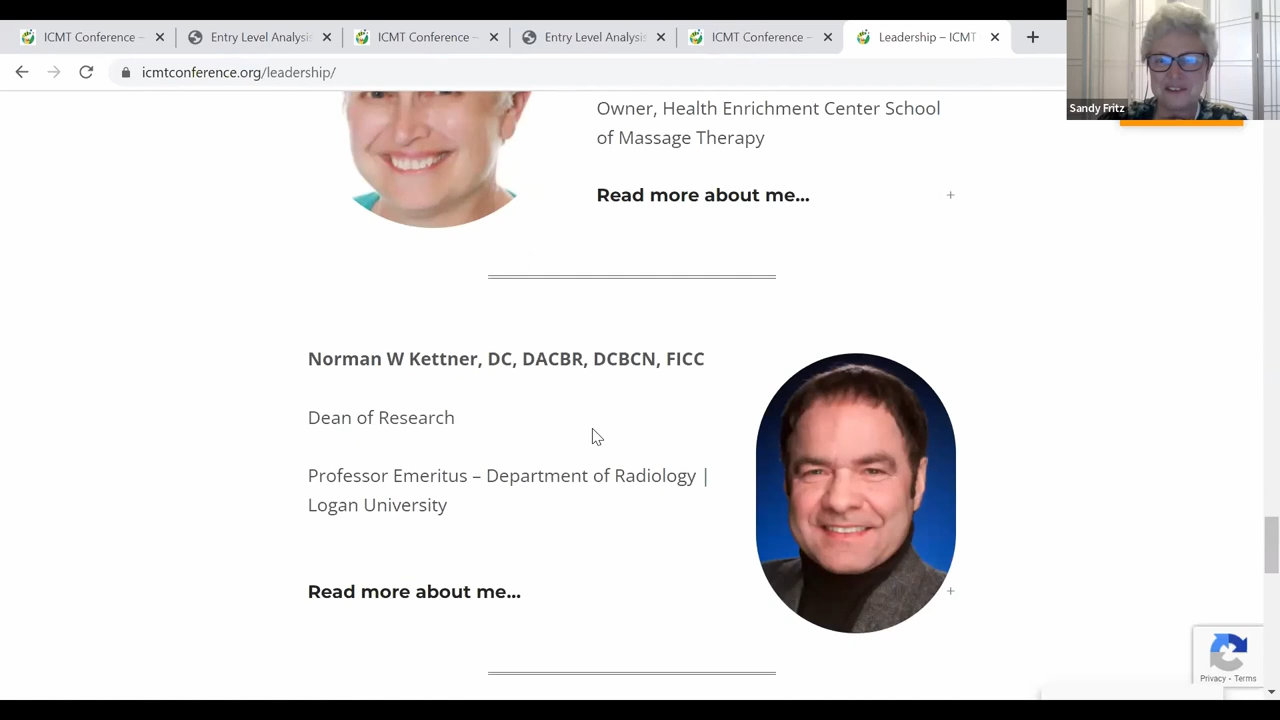 ICMT Conference –
Entry Level Analysis
ICMT Conference –
Entry Level Analysis
ICMT Conference –
Leadership – ICMT
icmtconference.org/leadership/
Sandy Fritz
Owner, Health Enrichment Center School
of Massage Therapy
Read more about me...
Norman W Kettner, DC, DACBR, DCBCN, FICC
Dean of Research
Professor Emeritus – Department of Radiology |
Logan University
Read more about me...
Privacy - Terms